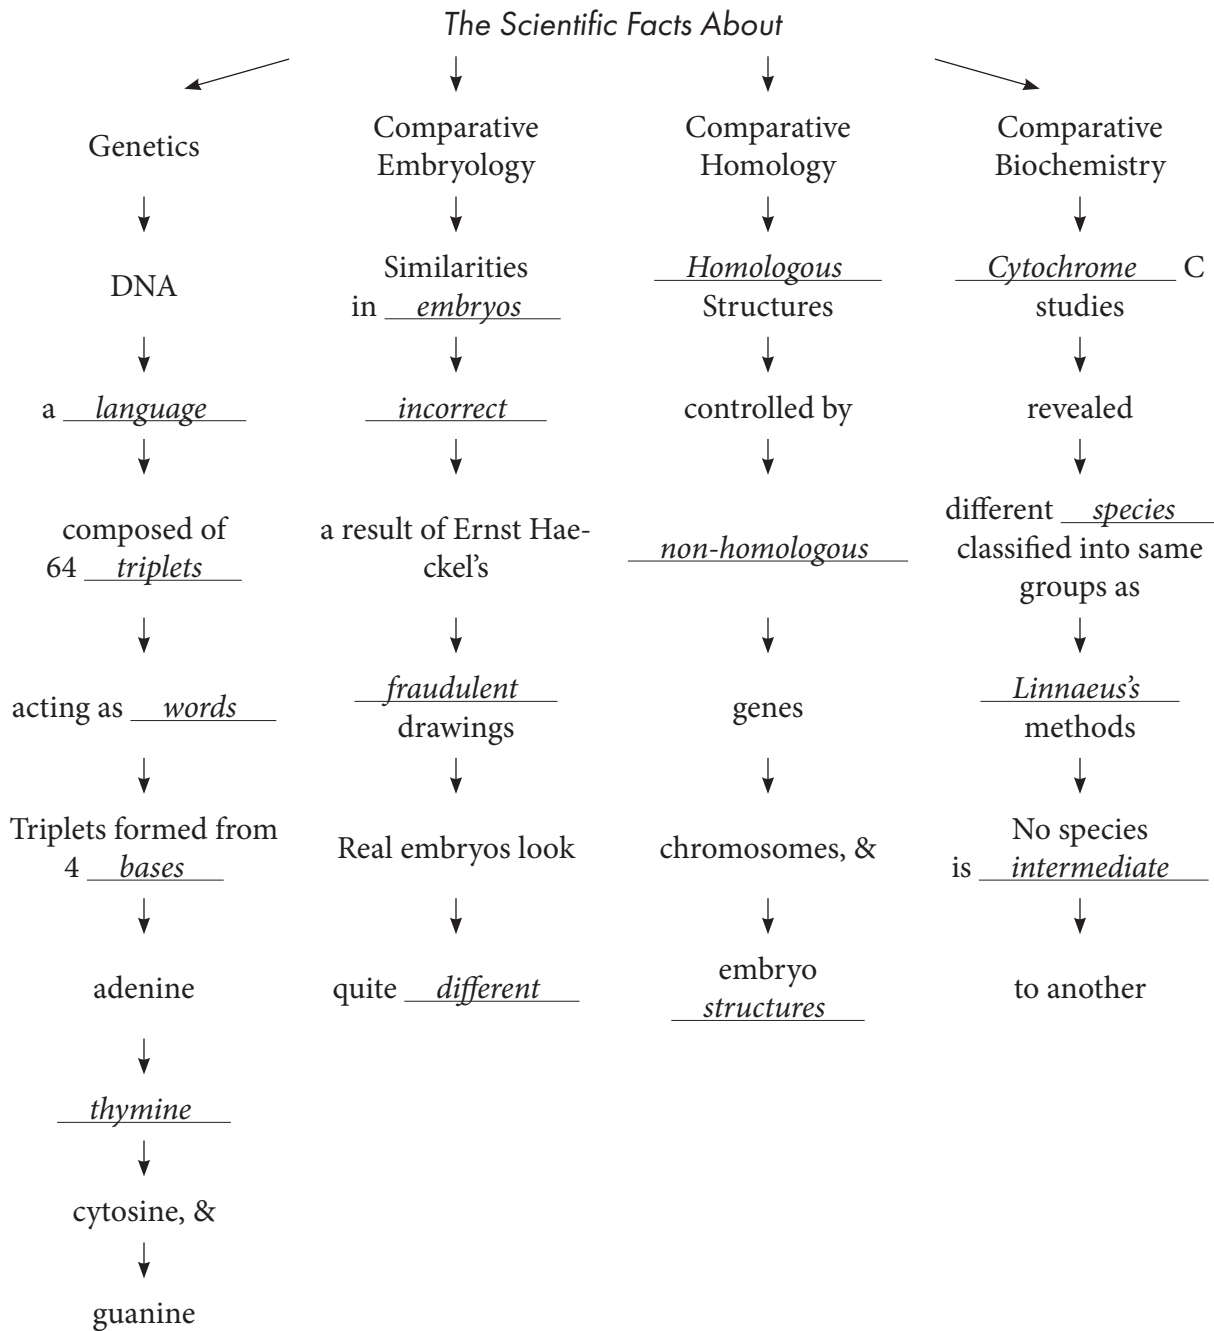 The Scientific Facts About
Genetics
DNA
a language
composed of
64 triplets
acting as words
Triplets formed from
4 bases
adenine
thymine
cytosine, &
guanine
Comparative
Embryology
Similarities
in embryos
incorrect
a result of Ernst Hae-
ckel's
fraudulent
drawings
Real embryos look
quite different
Comparative
Homology
Homologous
Structures
controlled by
non-homologous
genes
chromosomes, &
embryo
structures
Comparative
Biochemistry
Cytochrome C
studies
revealed
different species
classified into same
groups as
Linnaeus's
methods
No species
is intermediate
to another